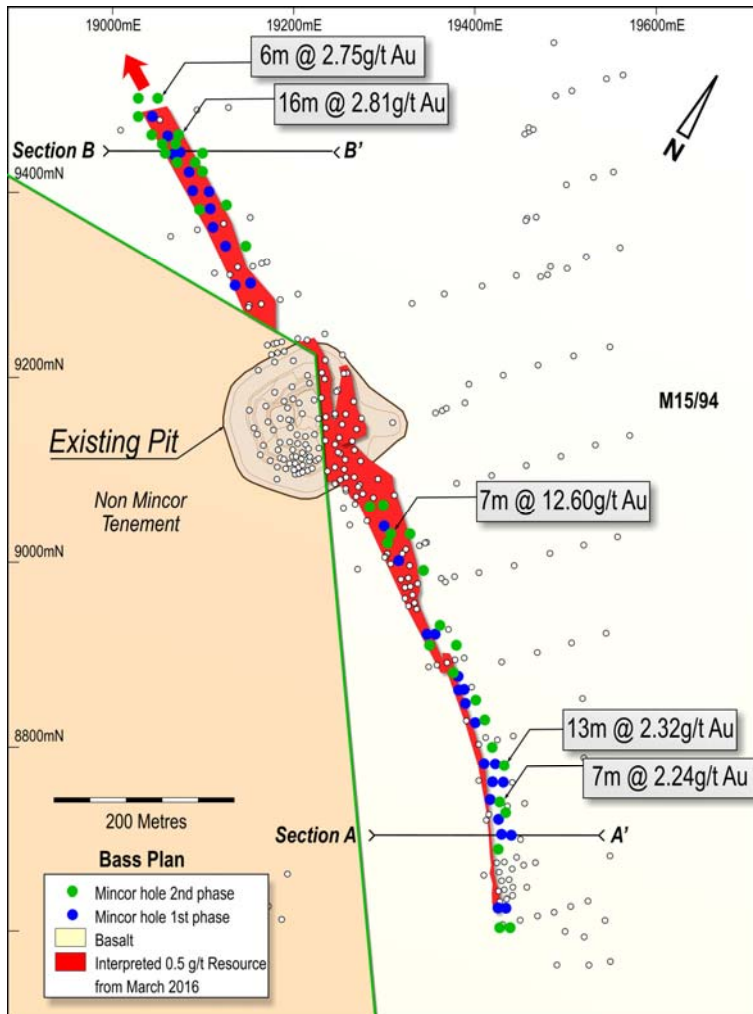 19000mE 19200mE 19400mE 19600mE
6m @ 2.75g/t Au
16m @ 2.81g/t Au
N
Section B B'
9400mN
9200mN
M15/94
Existing Pit
Non Mincor
Tenement
7m @ 12.60g/t Au
9000mN
8800mN
13m @ 2.32g/t Au
7m @ 2.24g/t Au
200 Metres
Section A A'
Bass Plan
Mincor hole 2nd phase
Mincor hole 1st phase
Basalt
Interpreted 0.5 g/t Resource
from March 2016